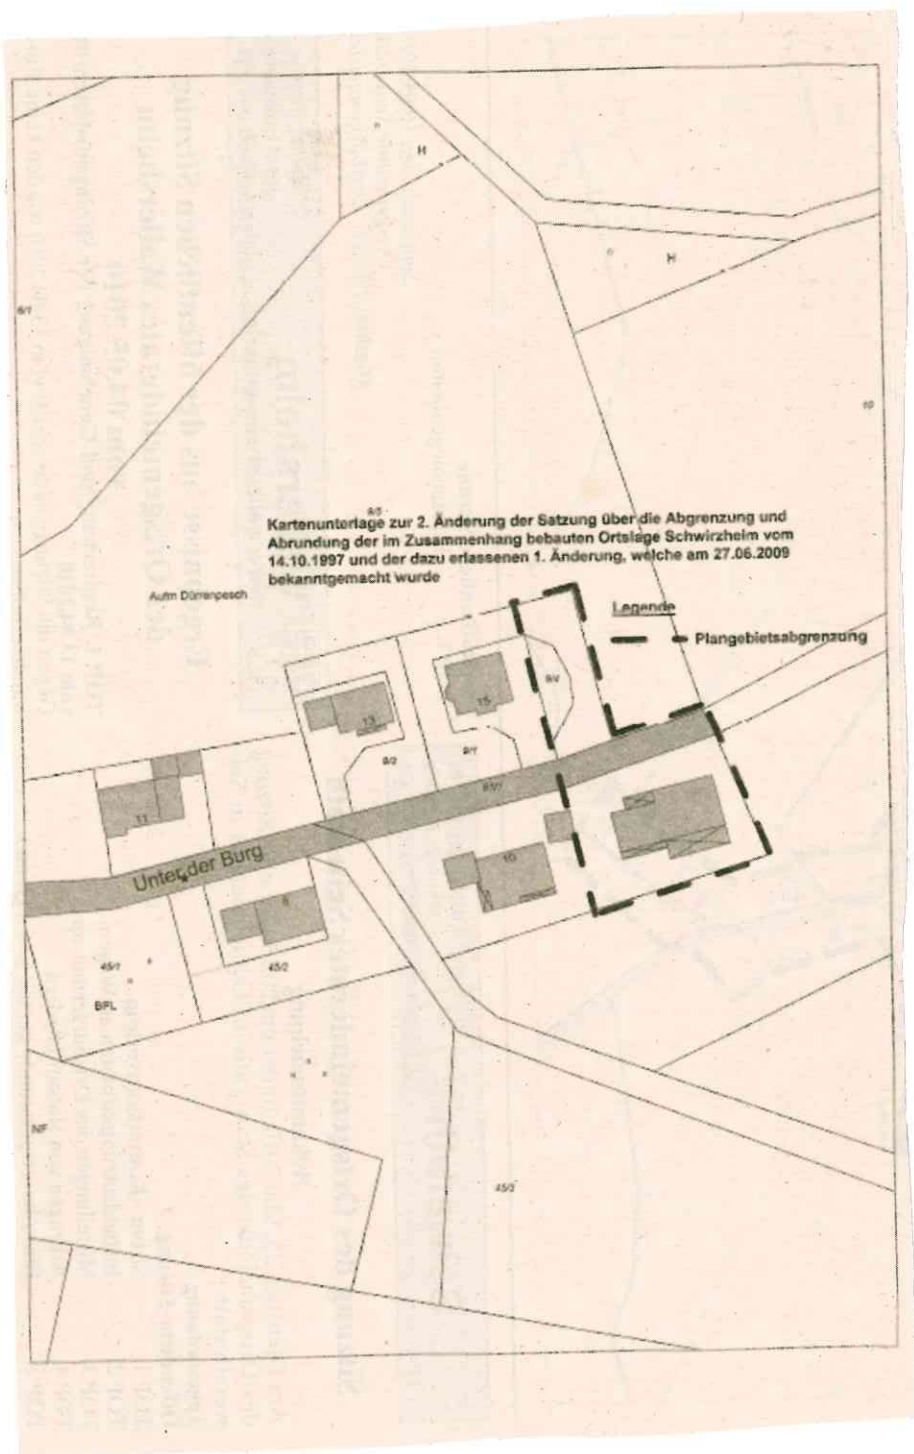 H
H
6/7
10
8/5
Kartenunterlage zur 2. Änderung der Satzung über die Abgrenzung und
Abrundung der im Zusammenhang bebauten Ortslage Schwirzheim vom
14.10.1997 und der dazu erlassenen 1. Änderung, welche am 27.06.2009
bekanntgemacht wurde
Aufm Dürrenpesch
Legende
Plangebietsabgrenzung
13
15
8/2
8/7
11
10
Unter der Burg
8
45/7
45/2
BPL
NF
45/3